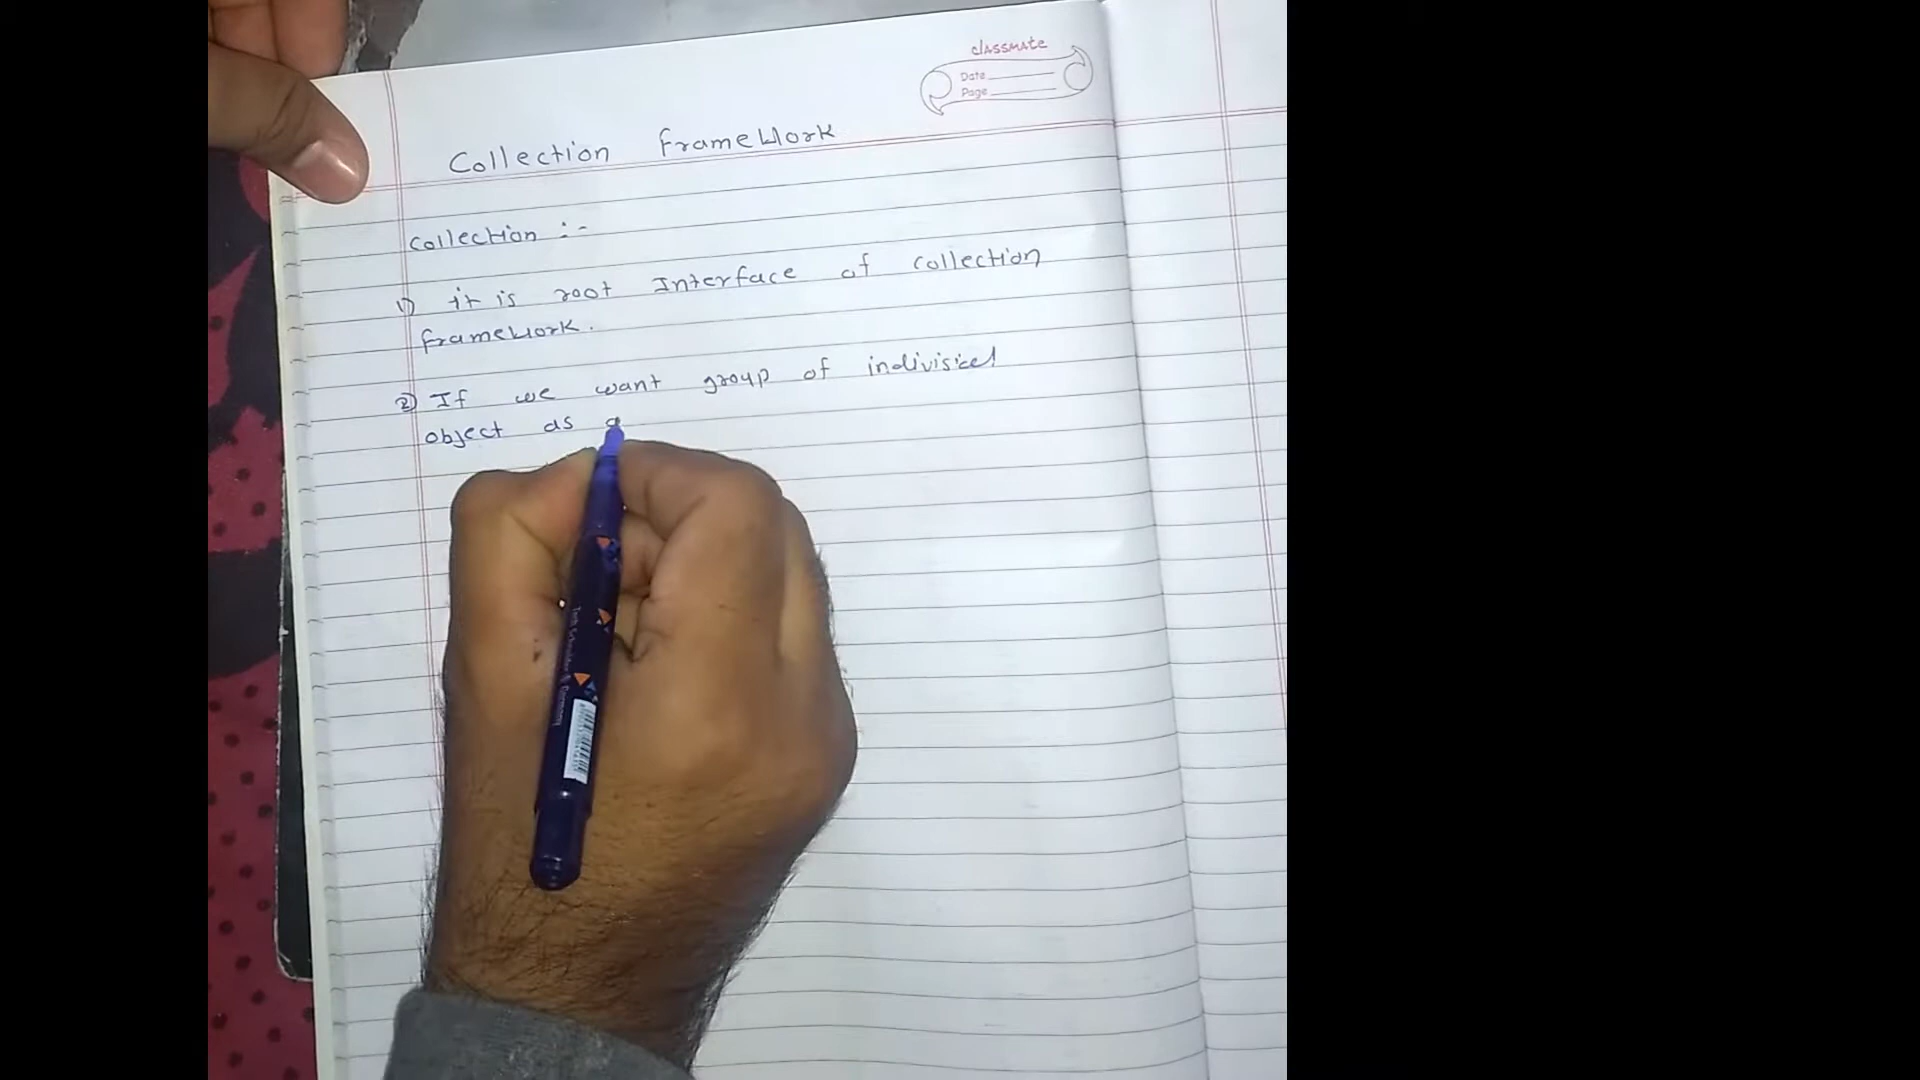 classmate
Date
Page
Collection framework
Collection :-
1) it is root Interface of collection
framework.
2) If we want group of indivisiel
object as a